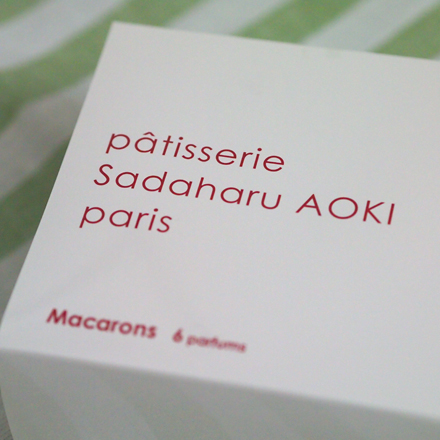 pâtisserie
Sadaharu AOKI
paris
Macarons 6 parfums